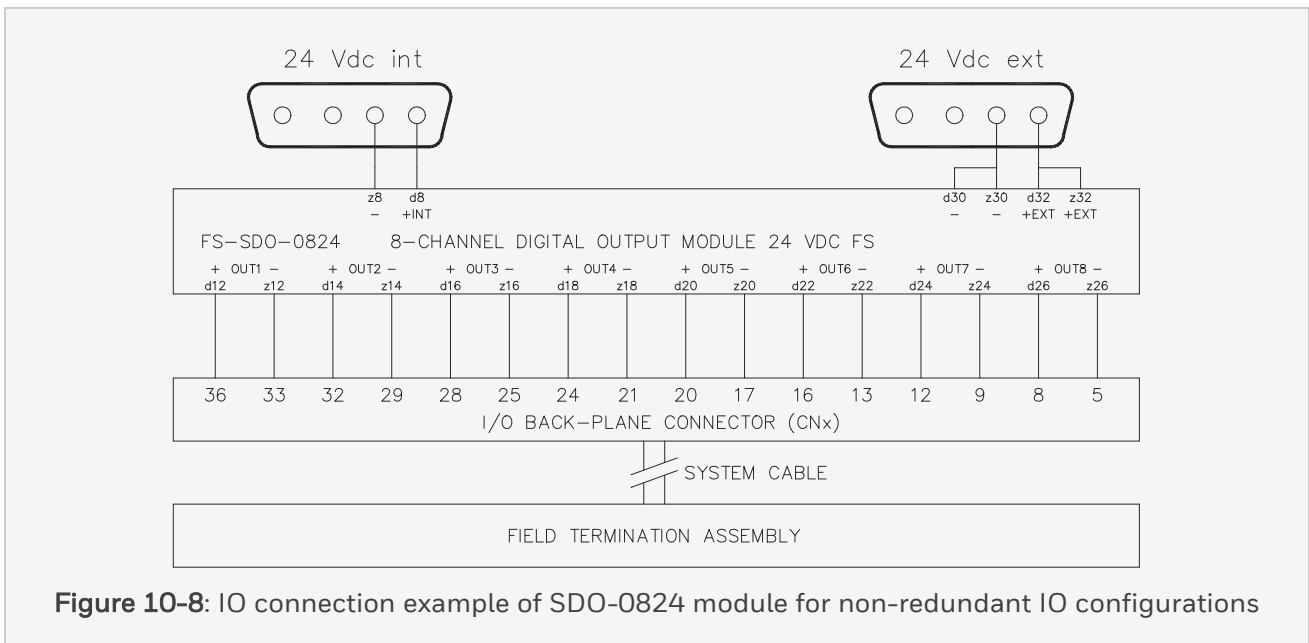 24 Vdc int 24 Vdc ext
z8 d8 d30 z30 d32 z32
− +INT − − +EXT +EXT
FS−SDO−0824 8−CHANNEL DIGITAL OUTPUT MODULE 24 VDC FS
+ OUT1 − + OUT2 − + OUT3 − + OUT4 − + OUT5 − + OUT6 − + OUT7 − + OUT8 −
d12 z12 d14 z14 d16 z16 d18 z18 d20 z20 d22 z22 d24 z24 d26 z26
36 33 32 29 28 25 24 21 20 17 16 13 12 9 8 5
I/O BACK−PLANE CONNECTOR (CNx)
SYSTEM CABLE
FIELD TERMINATION ASSEMBLY
Figure 10-8: IO connection example of SDO-0824 module for non-redundant IO configurations